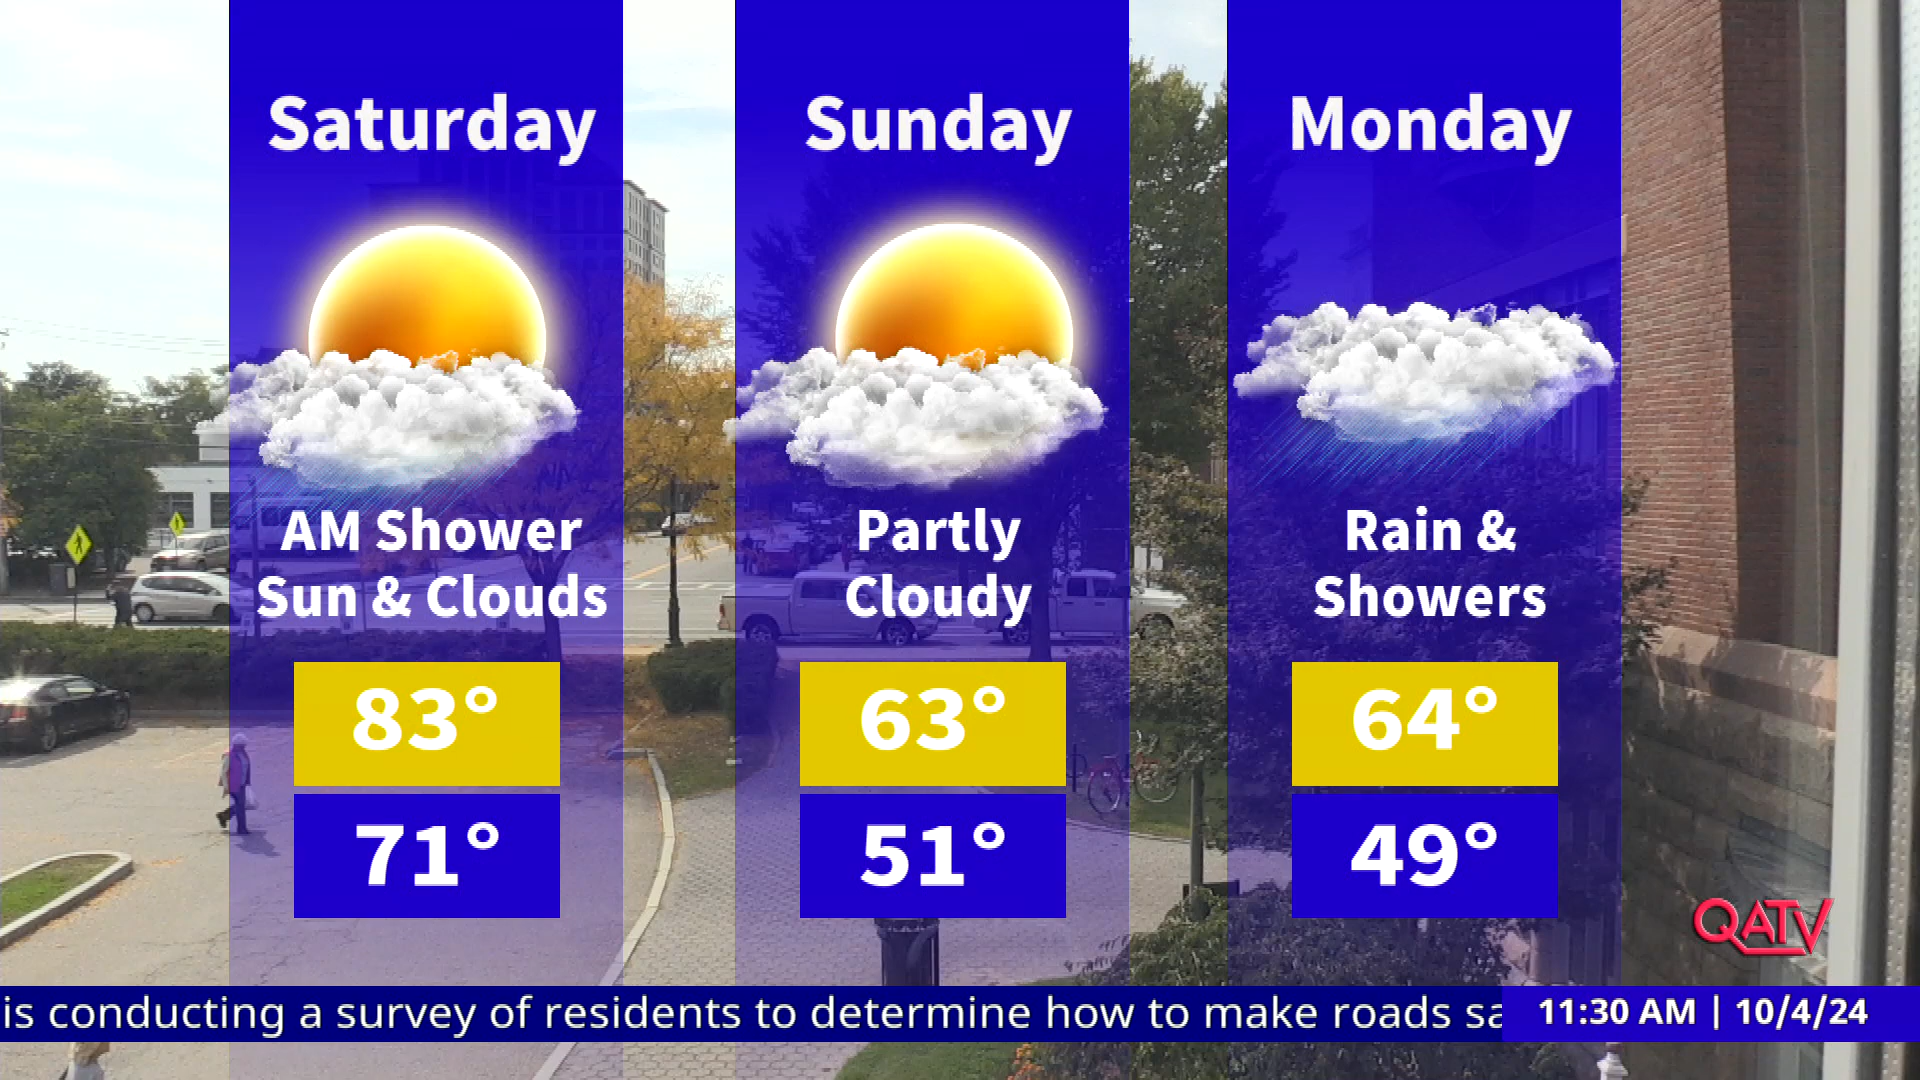 Saturday
AM Shower
Sun & Clouds
83°
71°
Sunday
Partly
Cloudy
63°
51°
Monday
Rain &
Showers
64°
49°
QATV
is conducting a survey of residents to determine how to make roads sa
11:30 AM | 10/4/24